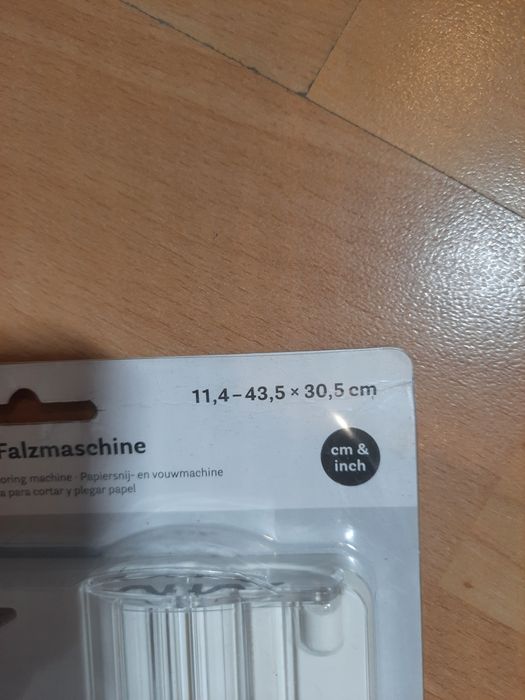 11,4 – 43,5 × 30,5 cm
Falzmaschine
cm &
inch
oring machine · Papiersnij- en vouwmachine
a para cortar y plegar papel